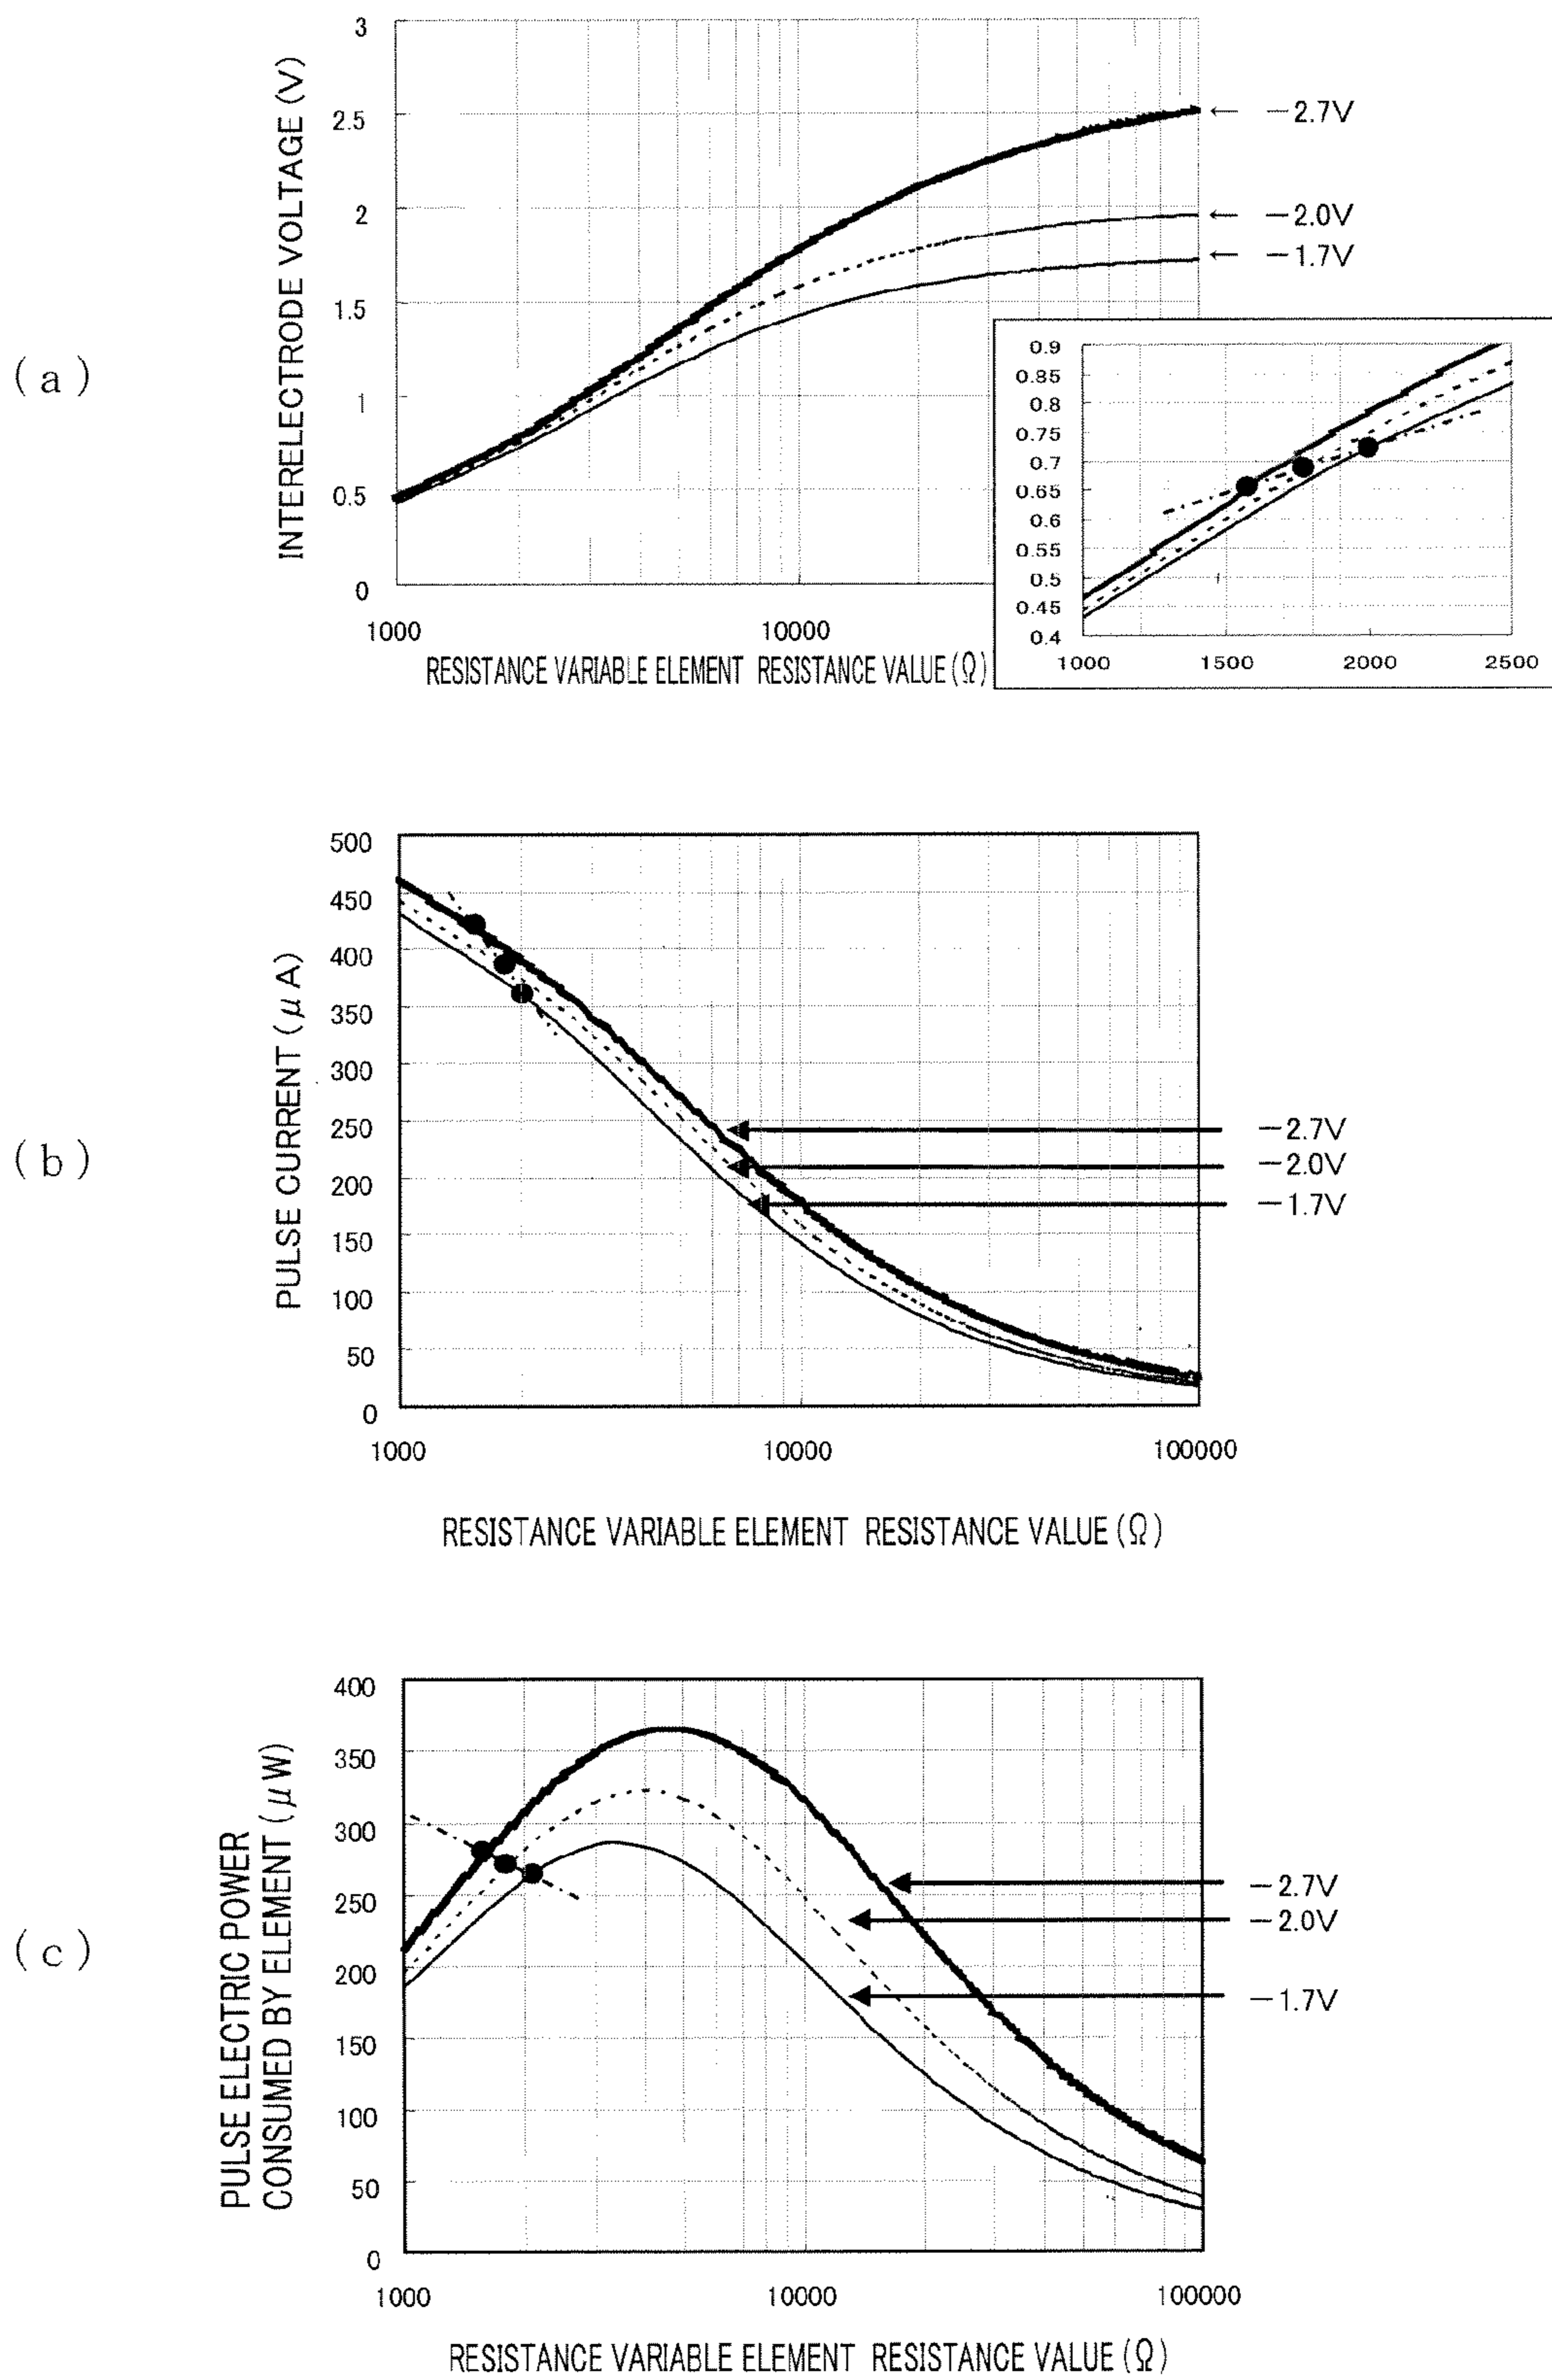 (a)
INTERELECTRODE VOLTAGE (V)
3
2.5
2
1.5
1
0.5
0
1000
10000
RESISTANCE VARIABLE ELEMENT RESISTANCE VALUE (Ω)
← −2.7V
← −2.0V
← −1.7V
0.9
0.85
0.8
0.75
0.7
0.65
0.6
0.55
0.5
0.45
0.4
1000 1500 2000 2500
(b)
PULSE CURRENT (μA)
500
450
400
350
300
250
200
150
100
50
0
1000 10000 100000
RESISTANCE VARIABLE ELEMENT RESISTANCE VALUE (Ω)
−2.7V
−2.0V
−1.7V
(c)
PULSE ELECTRIC POWER
CONSUMED BY ELEMENT (μW)
400
350
300
250
200
150
100
50
0
1000 10000 100000
RESISTANCE VARIABLE ELEMENT RESISTANCE VALUE (Ω)
−2.7V
−2.0V
−1.7V